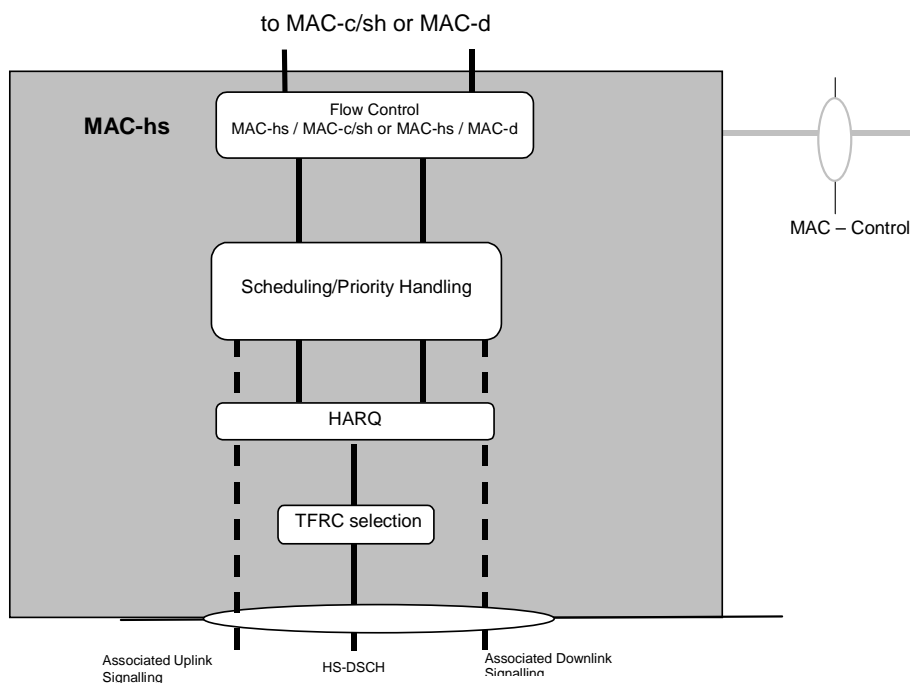 to MAC-c/sh or MAC-d
MAC-hs
Flow Control
MAC-hs / MAC-c/sh or MAC-hs / MAC-d
MAC – Control
Scheduling/Priority Handling
HARQ
TFRC selection
Associated Uplink
Signalling
HS-DSCH
Associated Downlink
Signalling